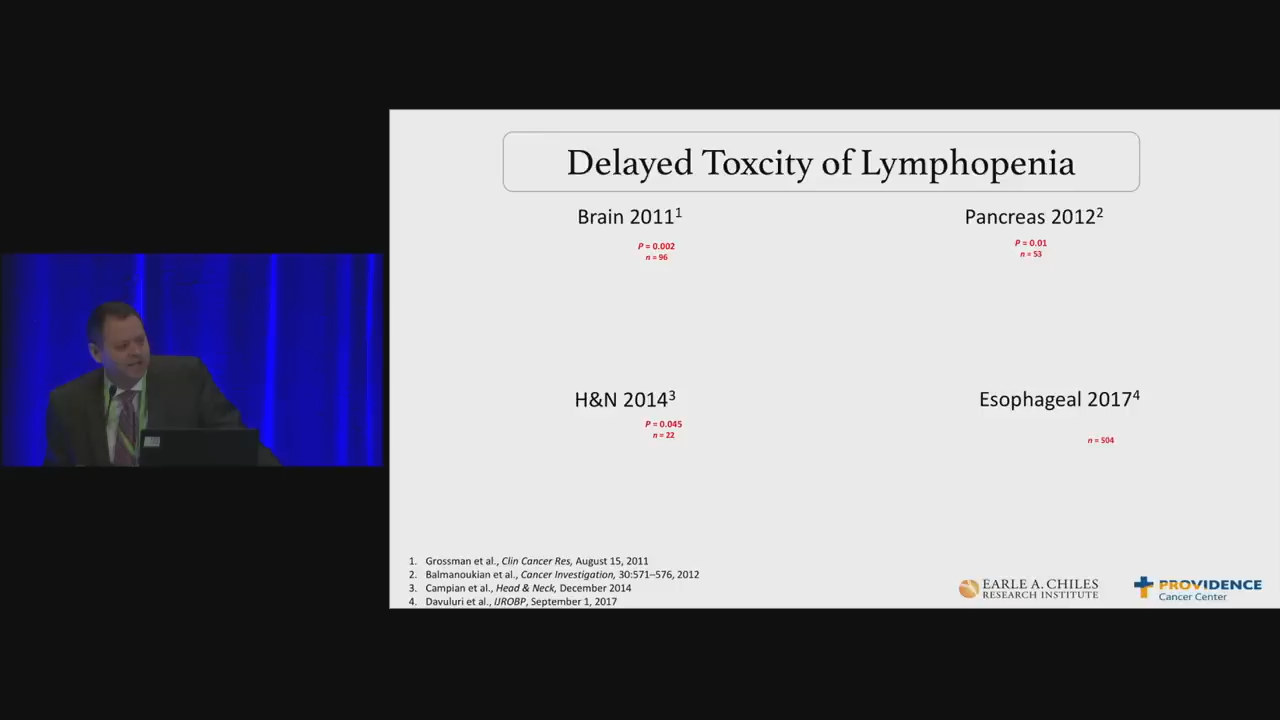 Delayed Toxcity of Lymphopenia
Brain 2011¹
P = 0.002
n = 96
Pancreas 2012²
P = 0.01
n = 53
H&N 2014³
P = 0.045
n = 22
Esophageal 2017⁴
n = 504
1. Grossman et al., Clin Cancer Res, August 15, 2011
2. Balmanoukian et al., Cancer Investigation, 30:571–576, 2012
3. Campian et al., Head & Neck, December 2014
4. Davuluri et al., IJROBP, September 1, 2017
EARLE A. CHILES
RESEARCH INSTITUTE
PROVIDENCE
Cancer Center